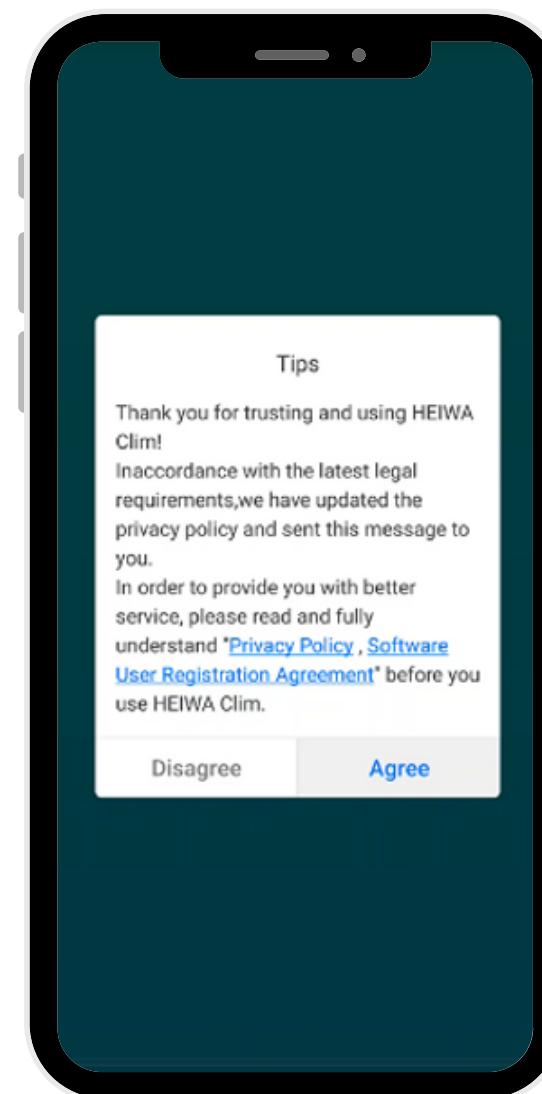 Tips
Thank you for trusting and using HEIWA
Clim!
Inaccordance with the latest legal
requirements,we have updated the
privacy policy and sent this message to
you.
In order to provide you with better
service, please read and fully
understand "Privacy Policy , Software
User Registration Agreement" before you
use HEIWA Clim.
Disagree Agree